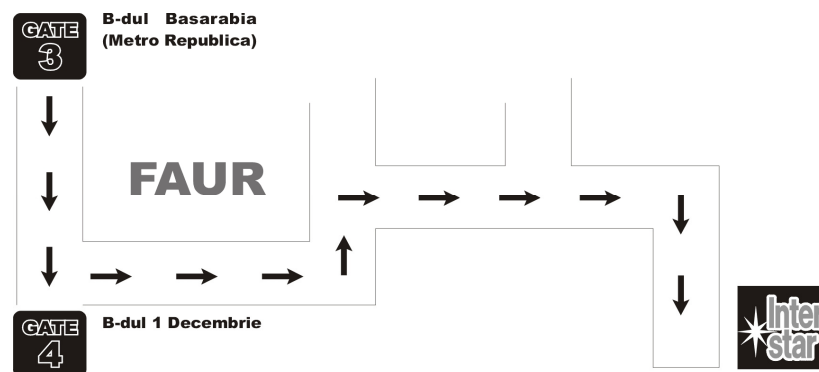 GATE
3
B-dul Basarabia
(Metro Republica)
FAUR
GATE
4
B-dul 1 Decembrie
Inter
star